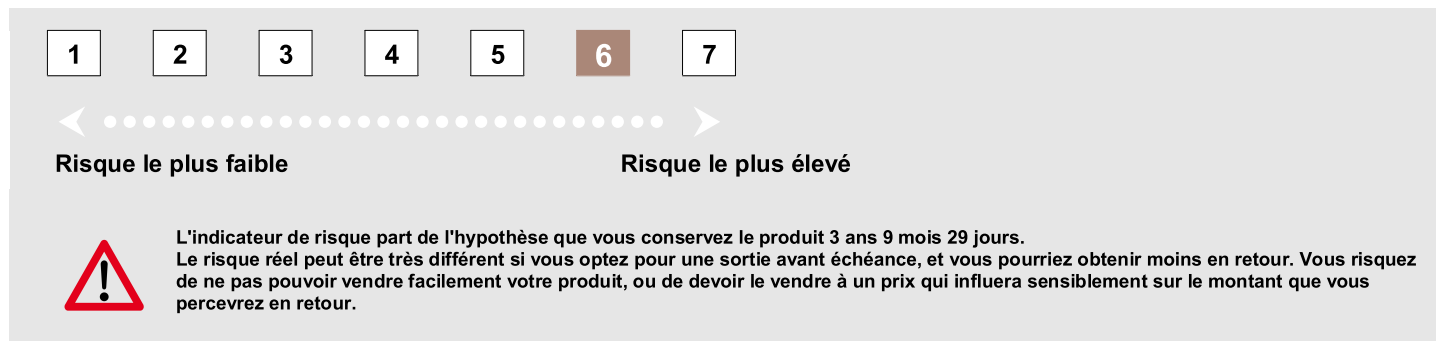 1 2 3 4 5 6 7
Risque le plus faible Risque le plus élevé
L'indicateur de risque part de l'hypothèse que vous conservez le produit 3 ans 9 mois 29 jours.
Le risque réel peut être très différent si vous optez pour une sortie avant échéance, et vous pourriez obtenir moins en retour. Vous risquez
de ne pas pouvoir vendre facilement votre produit, ou de devoir le vendre à un prix qui influera sensiblement sur le montant que vous
percevrez en retour.